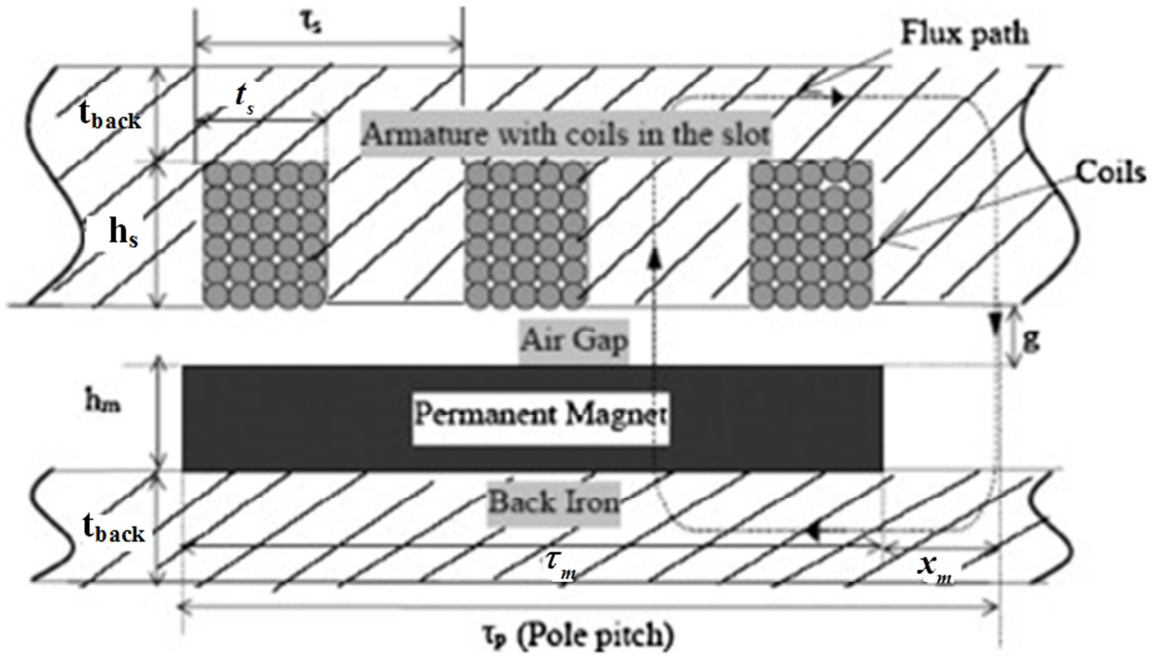 τₛ
Flux path
tback
tₛ
Armature with coils in the slot
Coils
hₛ
Air Gap
g
hₘ
Permanent Magnet
Back Iron
tback
τₘ
xₘ
τₚ (Pole pitch)